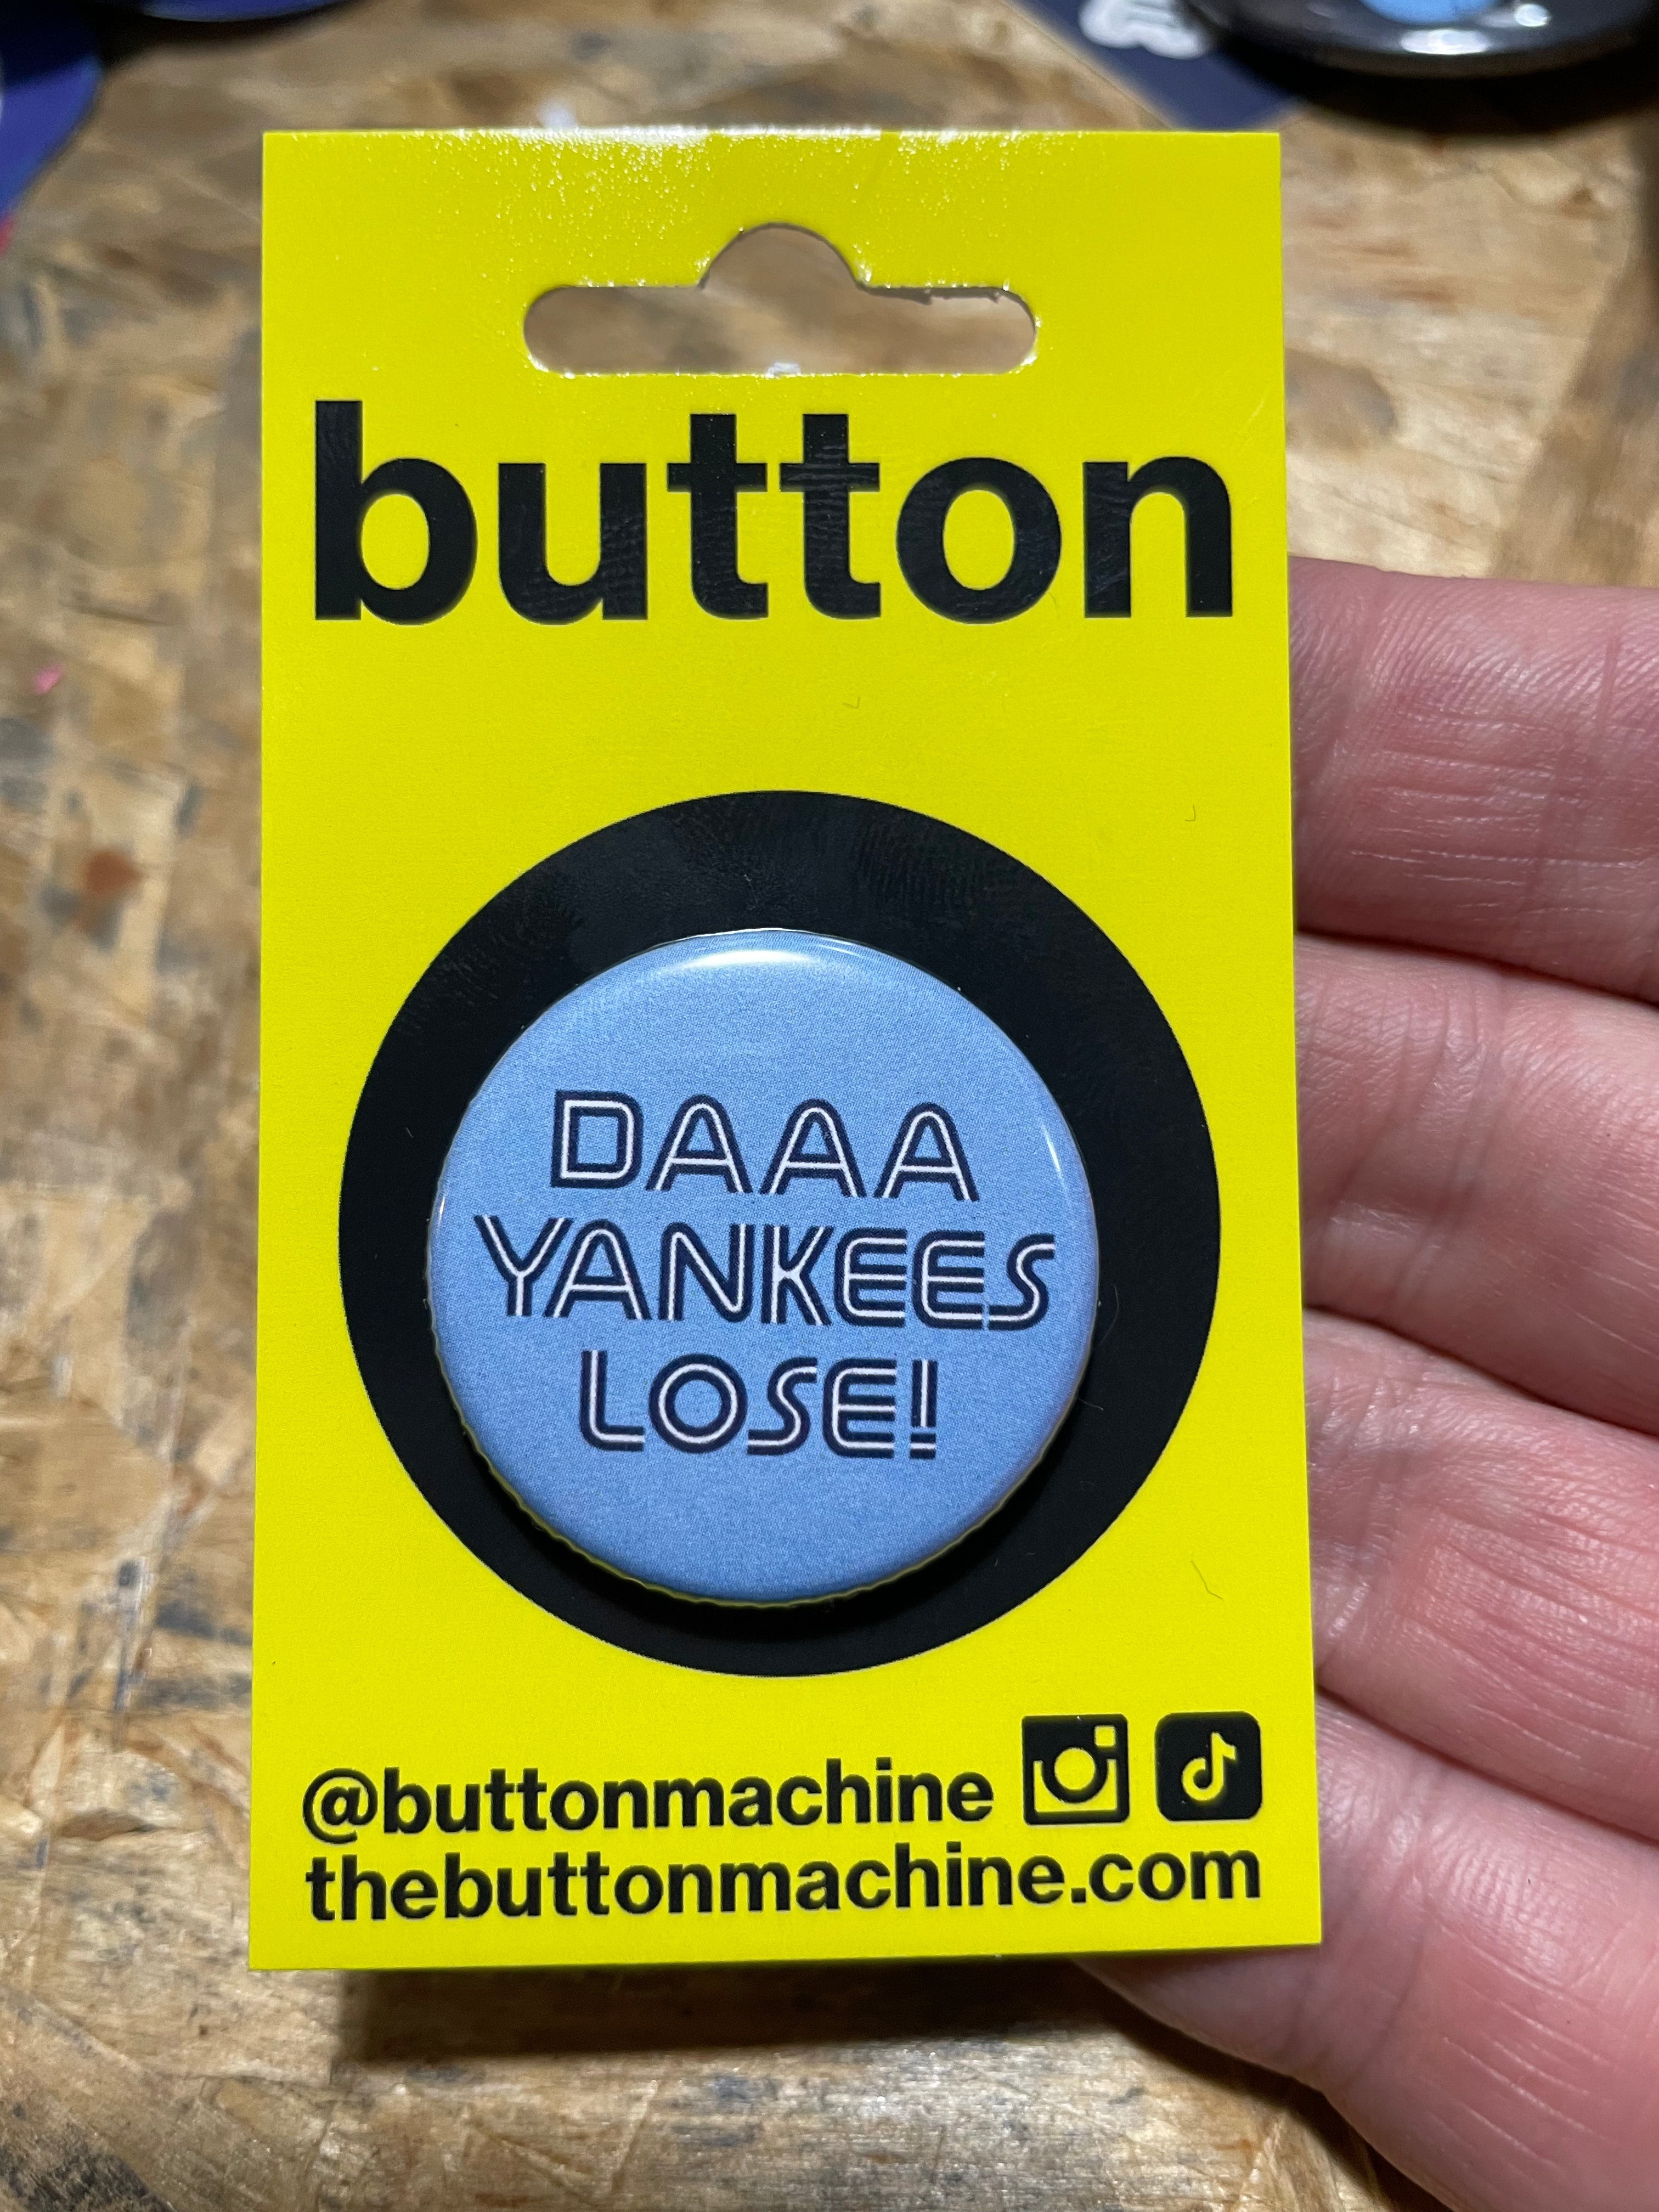 button
DAAA
YANKEES
LOSE!
@buttonmachine
thebuttonmachine.com